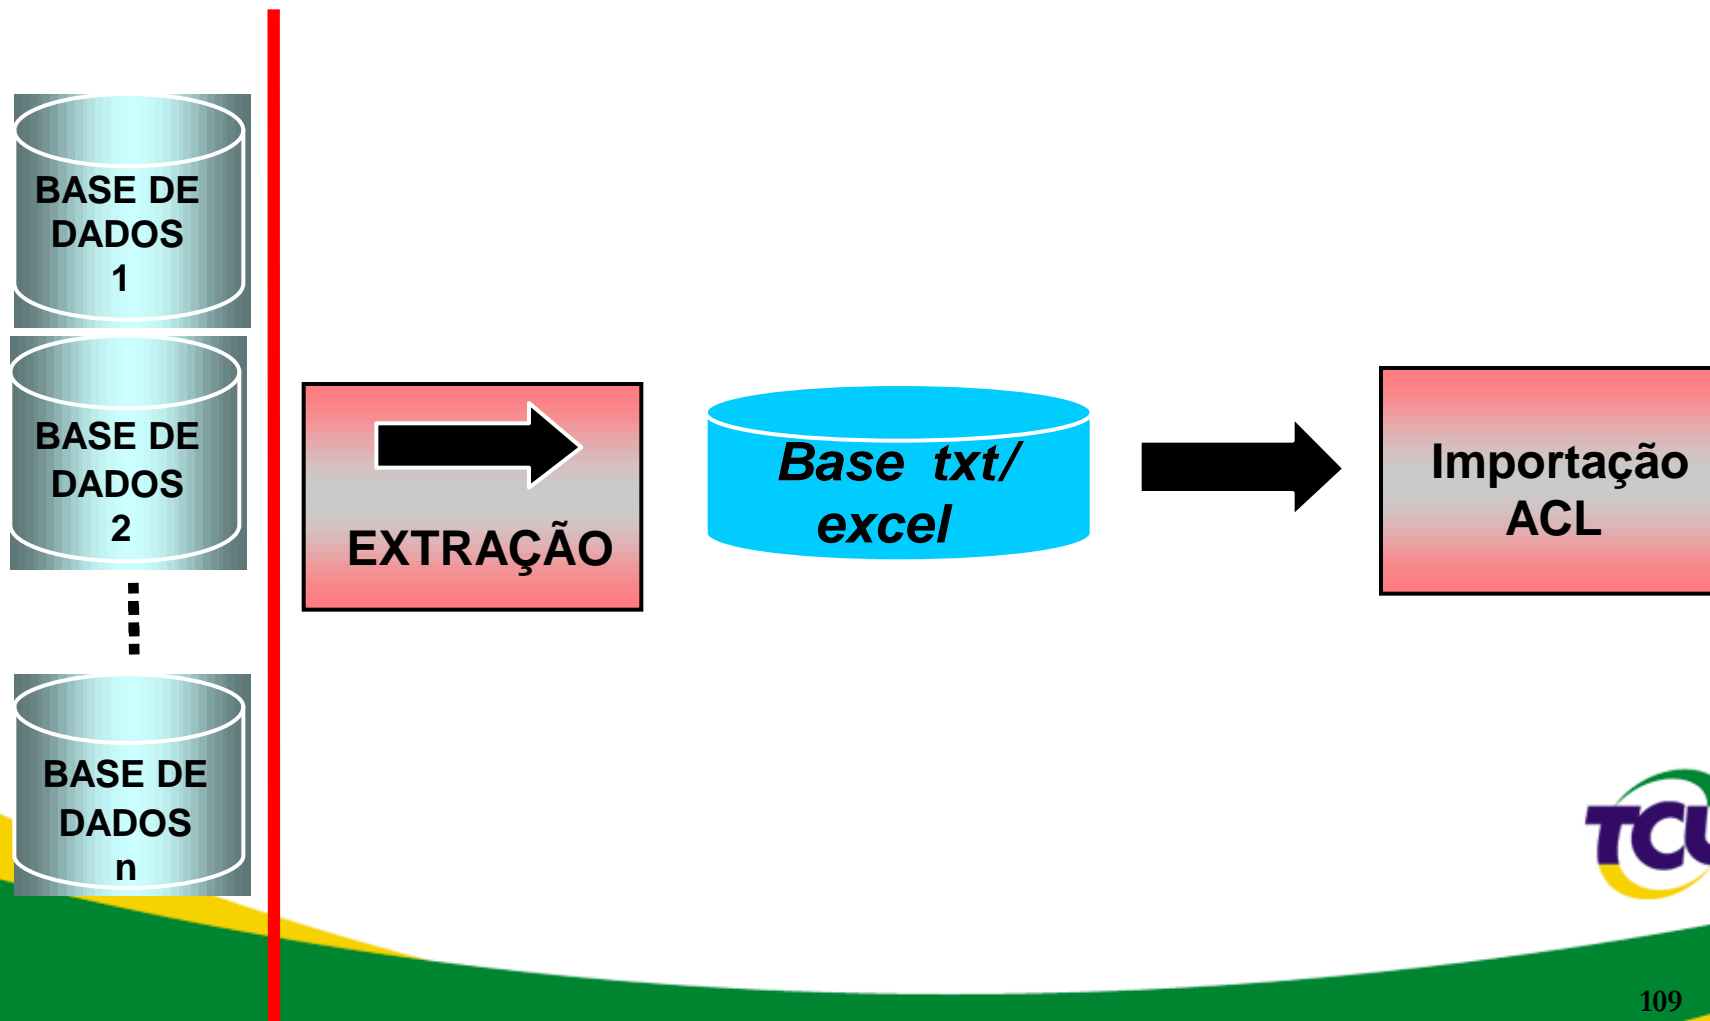 BASE DE
DADOS
1
BASE DE
DADOS
2
BASE DE
DADOS
n
EXTRAÇÃO
Base txt/
excel
Importação
ACL
TCU
109